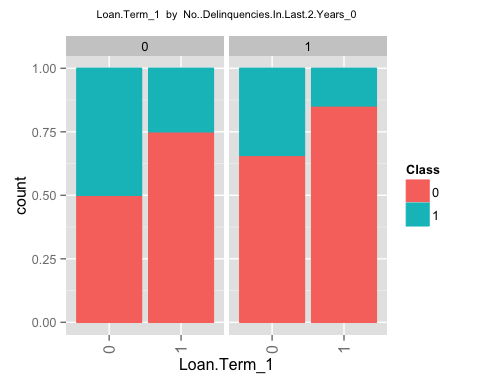 Loan.Term_1 by No..Delinquencies.In.Last.2.Years_0
0 1
1.00
0.75
0.50
0.25
0.00
count
0 1 0 1
Loan.Term_1
Class
0
1